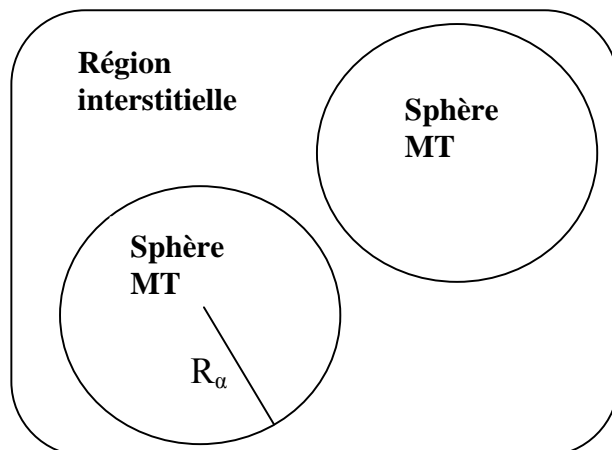 Région
interstitielle
Sphère
MT
Sphère
MT
Rα